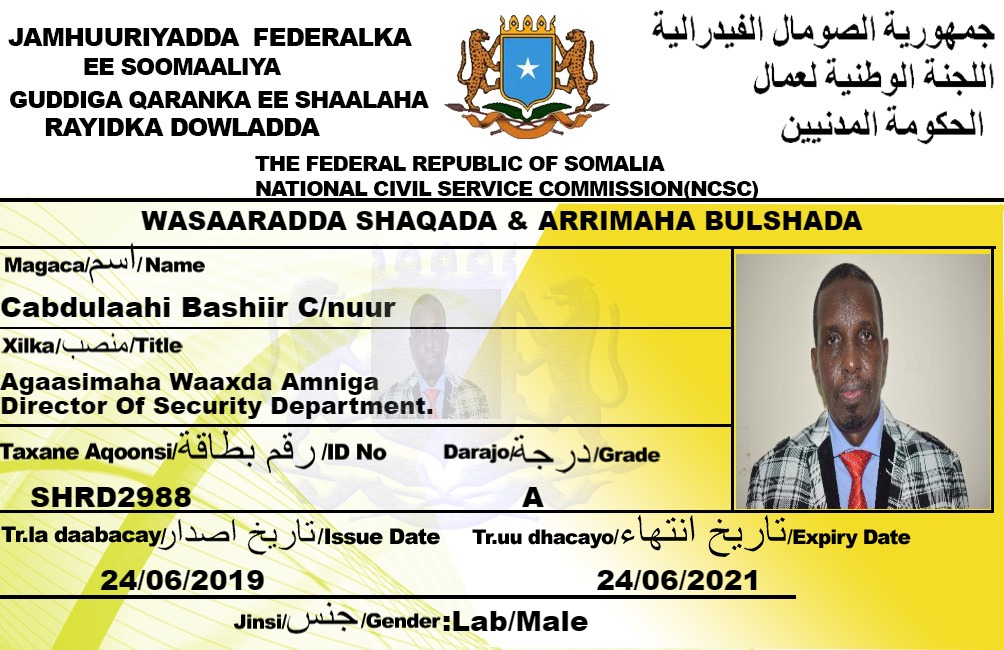 JAMHUURIYADDA FEDERALKA
EE SOOMAALIYA
GUDDIGA QARANKA EE SHAALAHA
RAYIDKA DOWLADDA
جمهورية الصومال الفيدرالية
اللجنة الوطنية لعمال
الحكومة المدنيين
THE FEDERAL REPUBLIC OF SOMALIA
NATIONAL CIVIL SERVICE COMMISSION(NCSC)
WASAARADDA SHAQADA & ARRIMAHA BULSHADA
Magaca/اسم/Name
Cabdulaahi Bashiir C/nuur
Xilka/منصب/Title
Agaasimaha Waaxda Amniga
Director Of Security Department.
Taxane Aqoonsi/رقم بطاقة/ID No
SHRD2988
Darajo/درجة/Grade
A
Tr.la daabacay/تاريخ اصدار/Issue Date
24/06/2019
Tr.uu dhacayo/تاريخ انتهاء/Expiry Date
24/06/2021
Jinsi/جنس/Gender:Lab/Male